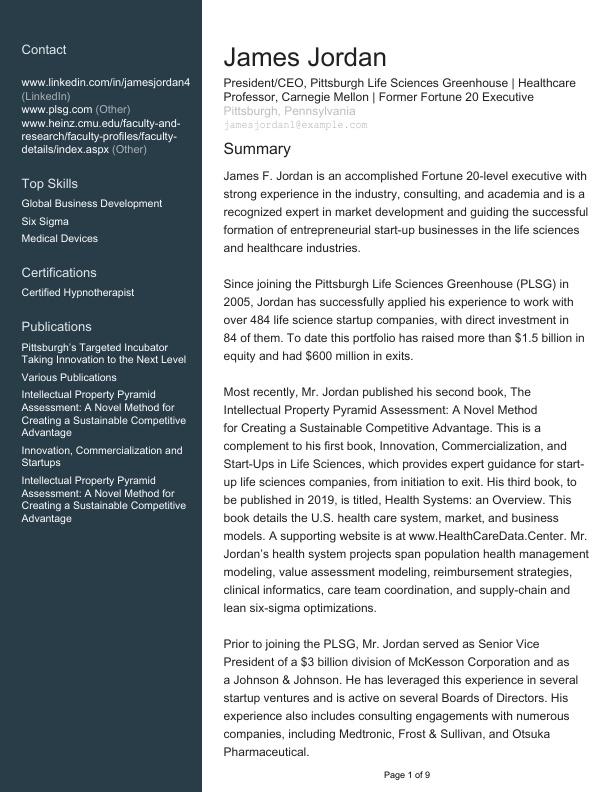 Contact
www.linkedin.com/in/jamesjordan4
(LinkedIn)
www.plsg.com (Other)
www.heinz.cmu.edu/faculty-and-
research/faculty-profiles/faculty-
details/index.aspx (Other)
Top Skills
Global Business Development
Six Sigma
Medical Devices
Certifications
Certified Hypnotherapist
Publications
Pittsburgh's Targeted Incubator
Taking Innovation to the Next Level
Various Publications
Intellectual Property Pyramid
Assessment: A Novel Method for
Creating a Sustainable Competitive
Advantage
Innovation, Commercialization and
Startups
Intellectual Property Pyramid
Assessment: A Novel Method for
Creating a Sustainable Competitive
Advantage
James Jordan
President/CEO, Pittsburgh Life Sciences Greenhouse | Healthcare
Professor, Carnegie Mellon | Former Fortune 20 Executive
Pittsburgh, Pennsylvania
jamesjordan1@example.com
Summary
James F. Jordan is an accomplished Fortune 20-level executive with
strong experience in the industry, consulting, and academia and is a
recognized expert in market development and guiding the successful
formation of entrepreneurial start-up businesses in the life sciences
and healthcare industries.
Since joining the Pittsburgh Life Sciences Greenhouse (PLSG) in
2005, Jordan has successfully applied his experience to work with
over 484 life science startup companies, with direct investment in
84 of them. To date this portfolio has raised more than $1.5 billion in
equity and had $600 million in exits.
Most recently, Mr. Jordan published his second book, The
Intellectual Property Pyramid Assessment: A Novel Method
for Creating a Sustainable Competitive Advantage. This is a
complement to his first book, Innovation, Commercialization, and
Start-Ups in Life Sciences, which provides expert guidance for start-
up life sciences companies, from initiation to exit. His third book, to
be published in 2019, is titled, Health Systems: an Overview. This
book details the U.S. health care system, market, and business
models. A supporting website is at www.HealthCareData.Center. Mr.
Jordan's health system projects span population health management
modeling, value assessment modeling, reimbursement strategies,
clinical informatics, care team coordination, and supply-chain and
lean six-sigma optimizations.
Prior to joining the PLSG, Mr. Jordan served as Senior Vice
President of a $3 billion division of McKesson Corporation and as
a Johnson & Johnson. He has leveraged this experience in several
startup ventures and is active on several Boards of Directors. His
experience also includes consulting engagements with numerous
companies, including Medtronic, Frost & Sullivan, and Otsuka
Pharmaceutical.
Page 1 of 9